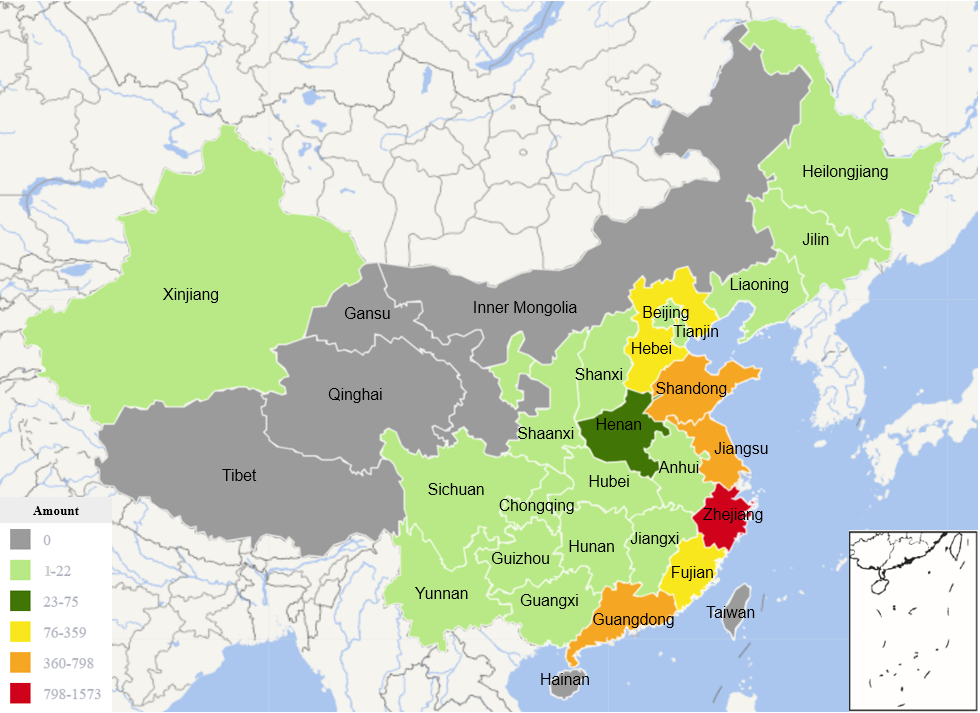 Heilongjiang
Jilin
Liaoning
Xinjiang
Gansu
Inner Mongolia
Beijing
Tianjin
Hebei
Shanxi
Shandong
Qinghai
Henan
Shaanxi
Jiangsu
Anhui
Tibet
Sichuan
Hubei
Chongqing
Zhejiang
Jiangxi
Hunan
Guizhou
Fujian
Yunnan
Guangxi
Guangdong
Taiwan
Hainan
Amount
0
1-22
23-75
76-359
360-798
798-1573